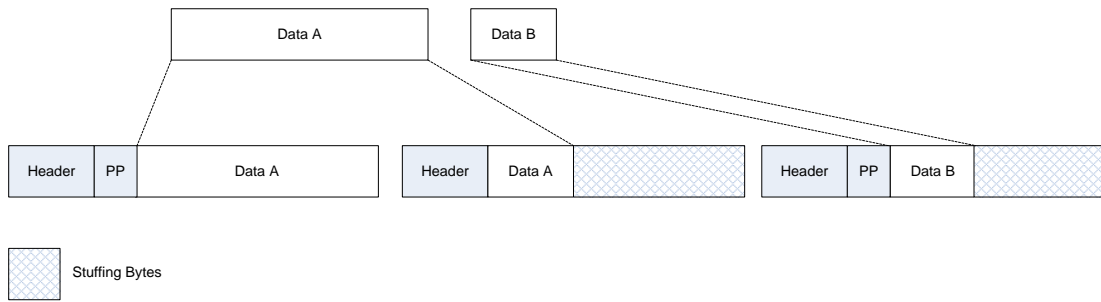 Data A
Data B
Header
PP
Data A
Header
Data A
Header
PP
Data B
Stuffing Bytes